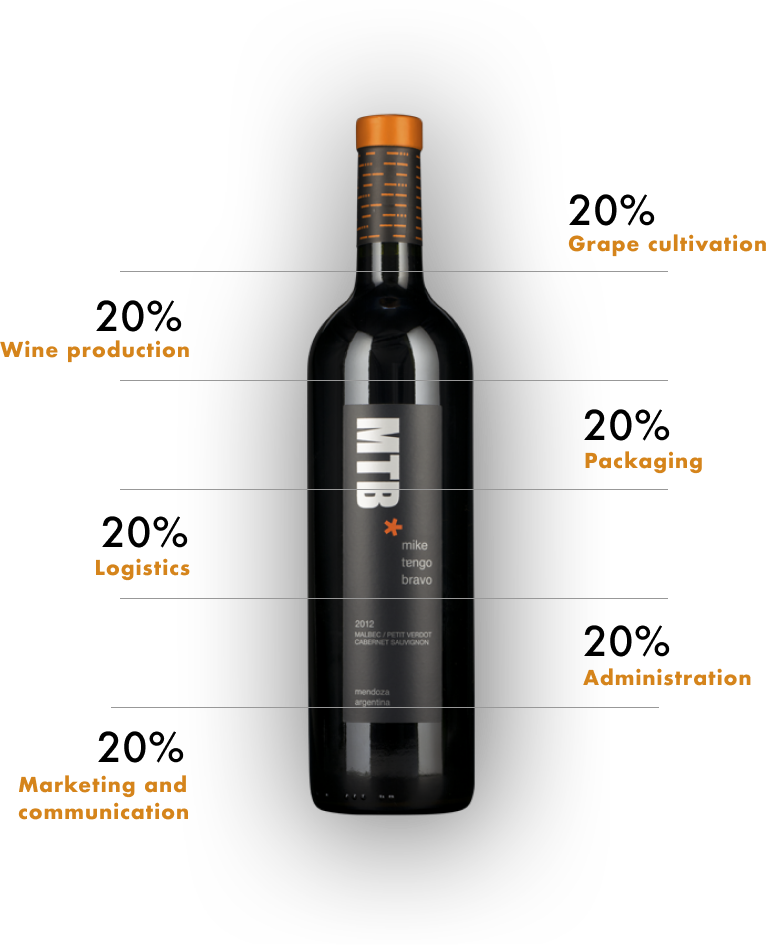 20%
Grape cultivation
20%
Wine production
20%
Packaging
MTB
*
20%
Logistics
mike
tengo
bravo
2012
MALBEC / PETIT VERDOT
CABERNET SAUVIGNON
20%
Administration
mendoza
argentina
20%
Marketing and
communication